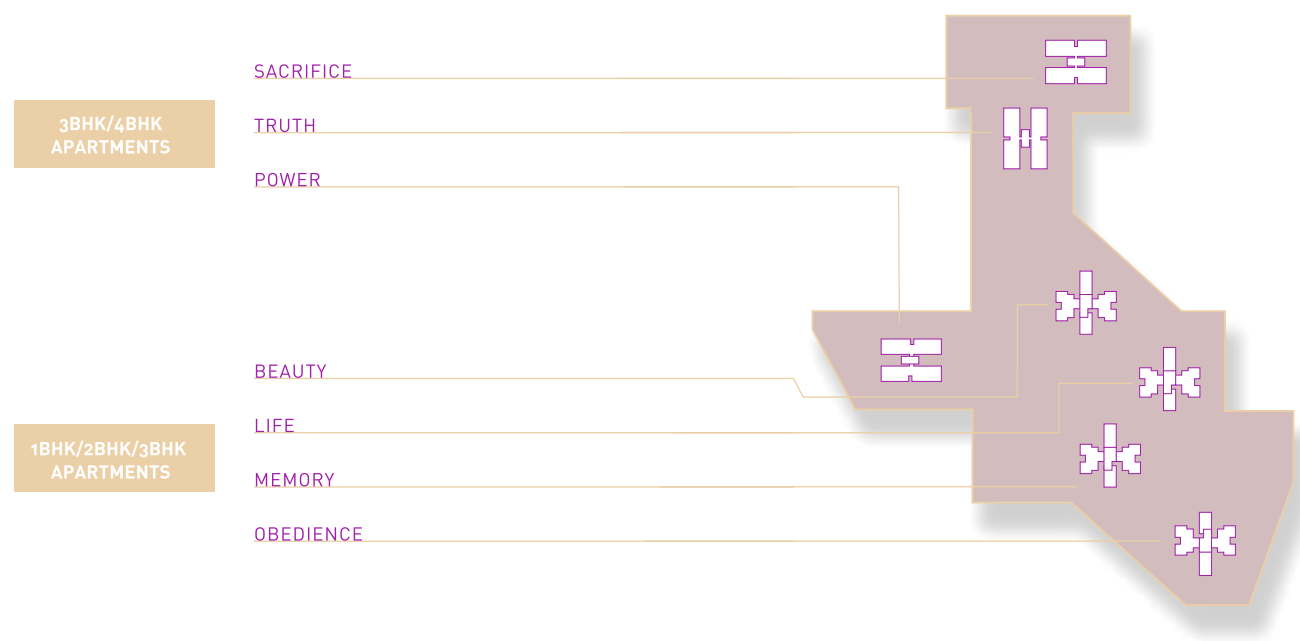 SACRIFICE
3BHK/4BHK
APARTMENTS
TRUTH
POWER
BEAUTY
LIFE
1BHK/2BHK/3BHK
APARTMENTS
MEMORY
OBEDIENCE